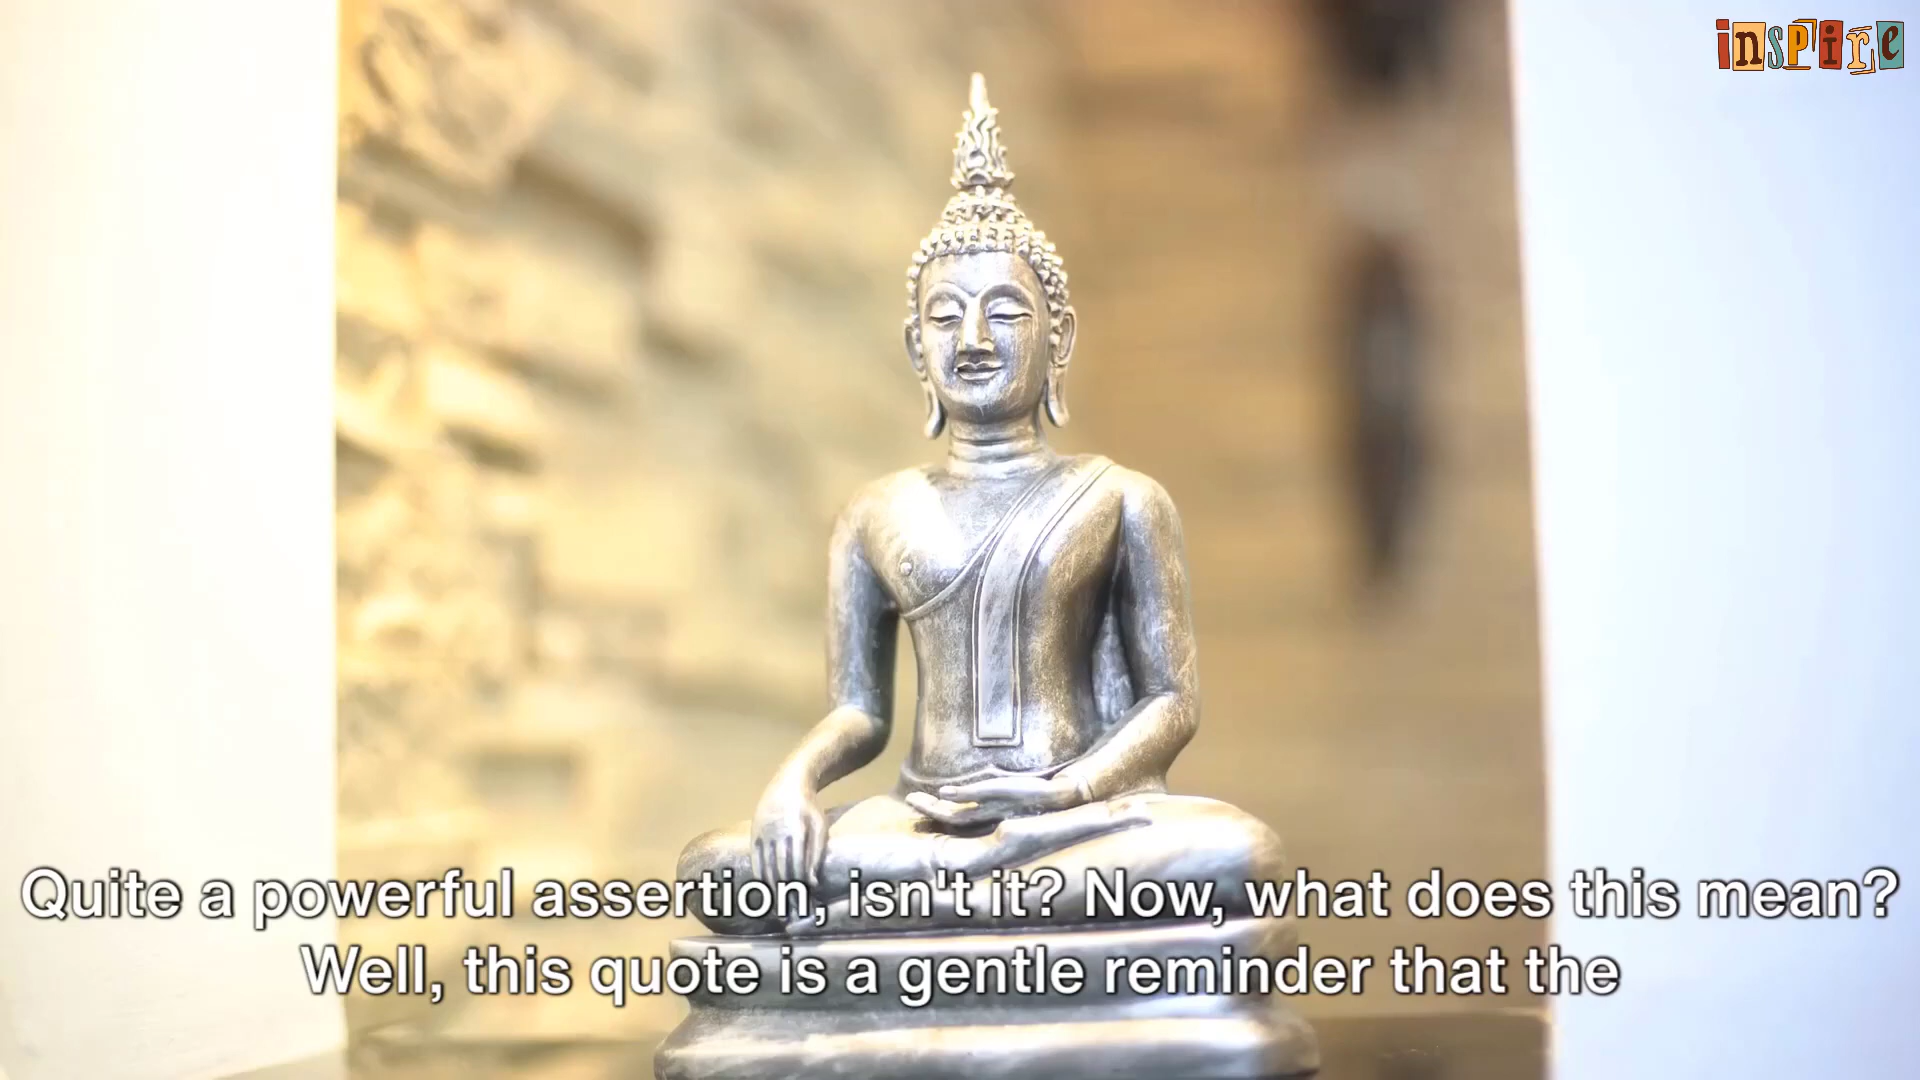 inspire
Quite a powerful assertion, isn't it? Now, what does this mean?
Well, this quote is a gentle reminder that the